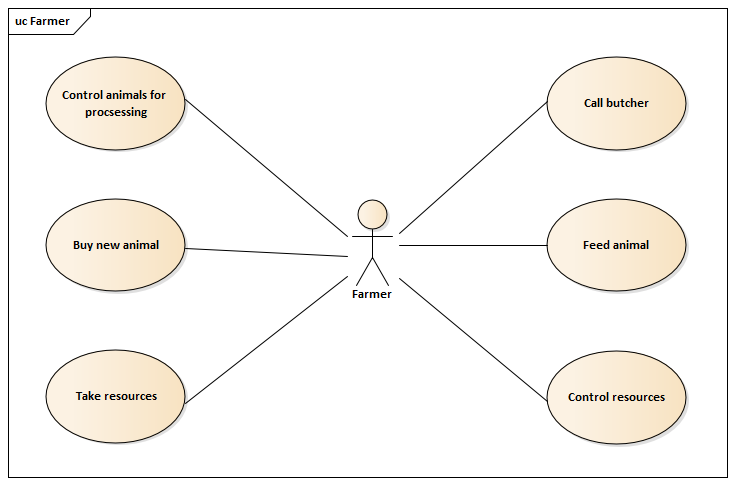 uc Farmer
Control animals for
procsessing
Call butcher
Buy new animal
Feed animal
Farmer
Take resources
Control resources